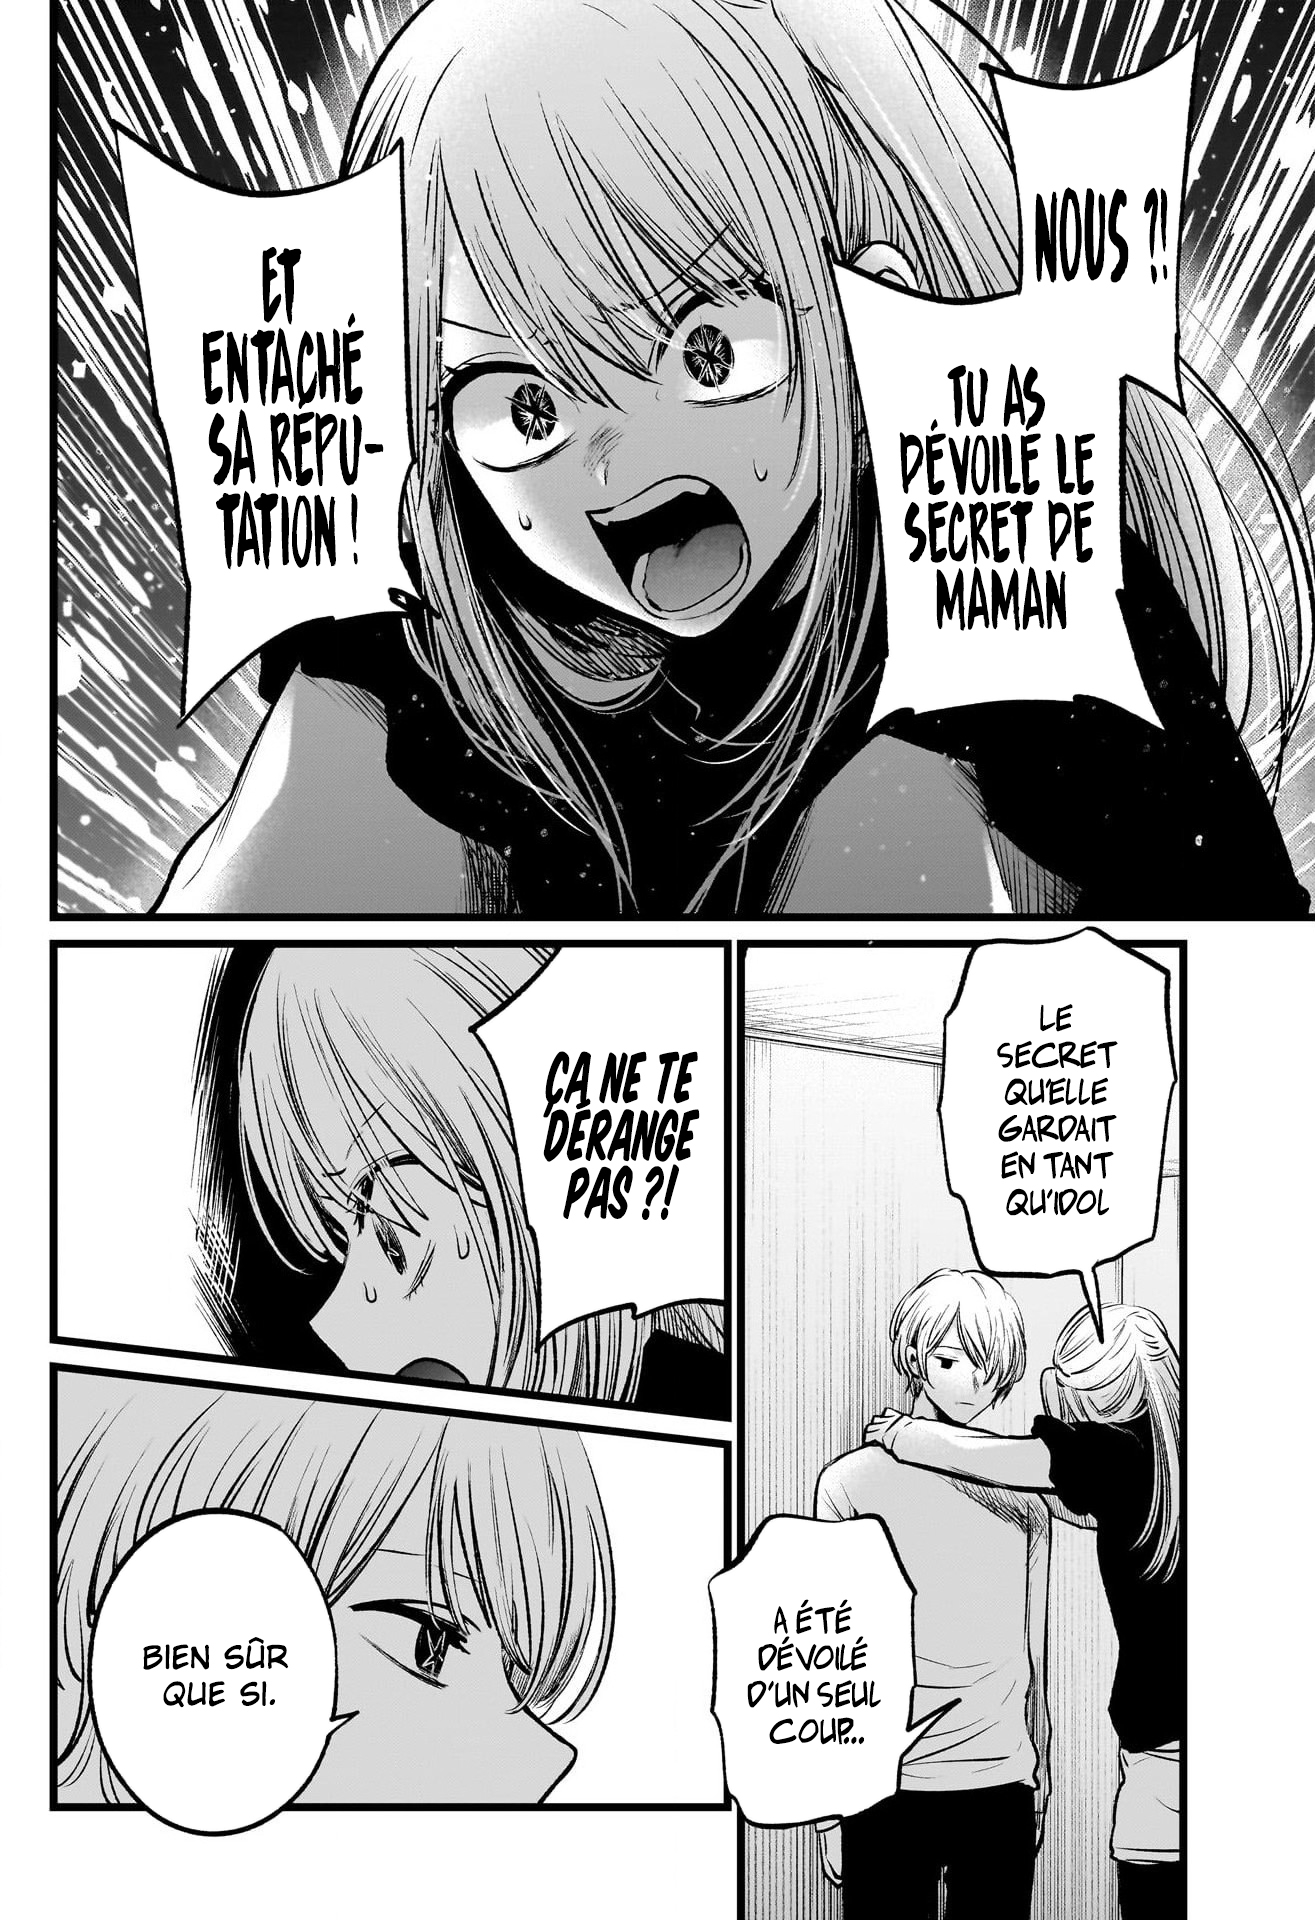 NOUS ?!
TU AS
DÉVOILÉ LE
SECRET DE
MAMAN
ET
ENTACHÉ
SA RÉPU-
TATION !
LE
SECRET
QU'ELLE
GARDAIT
EN TANT
QU'IDOL
A ÉTÉ
DÉVOILÉ
D'UN SEUL
COUP...
ÇA NE TE
DÉRANGE
PAS ?!
BIEN SÛR
QUE SI.